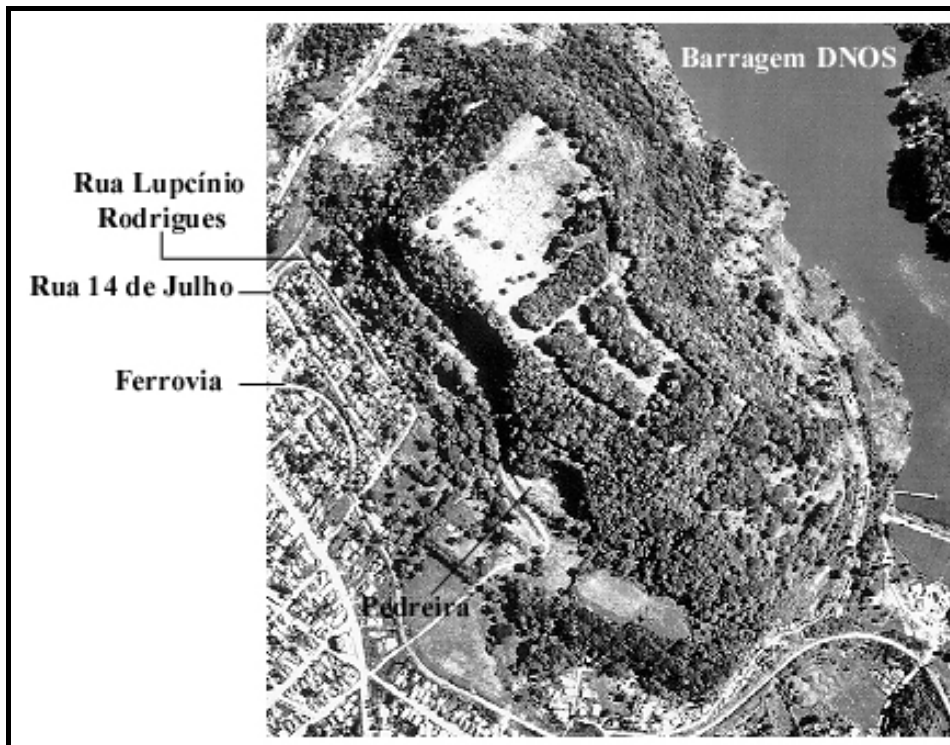 Barragem DNOS
Rua Lupcínio
Rodrigues
Rua 14 de Julho
Ferrovia
Pedreira